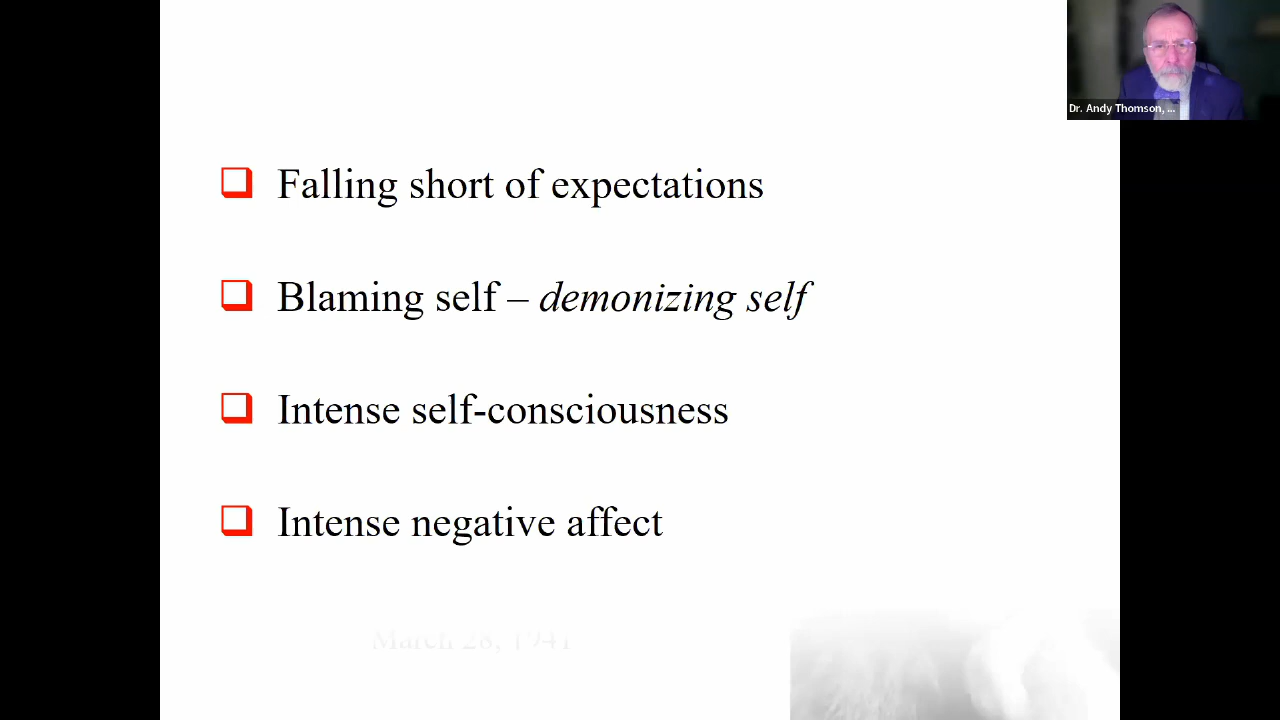 Dr. Andy Thomson, ...
Falling short of expectations
Blaming self – demonizing self
Intense self-consciousness
Intense negative affect
March 28, 1941